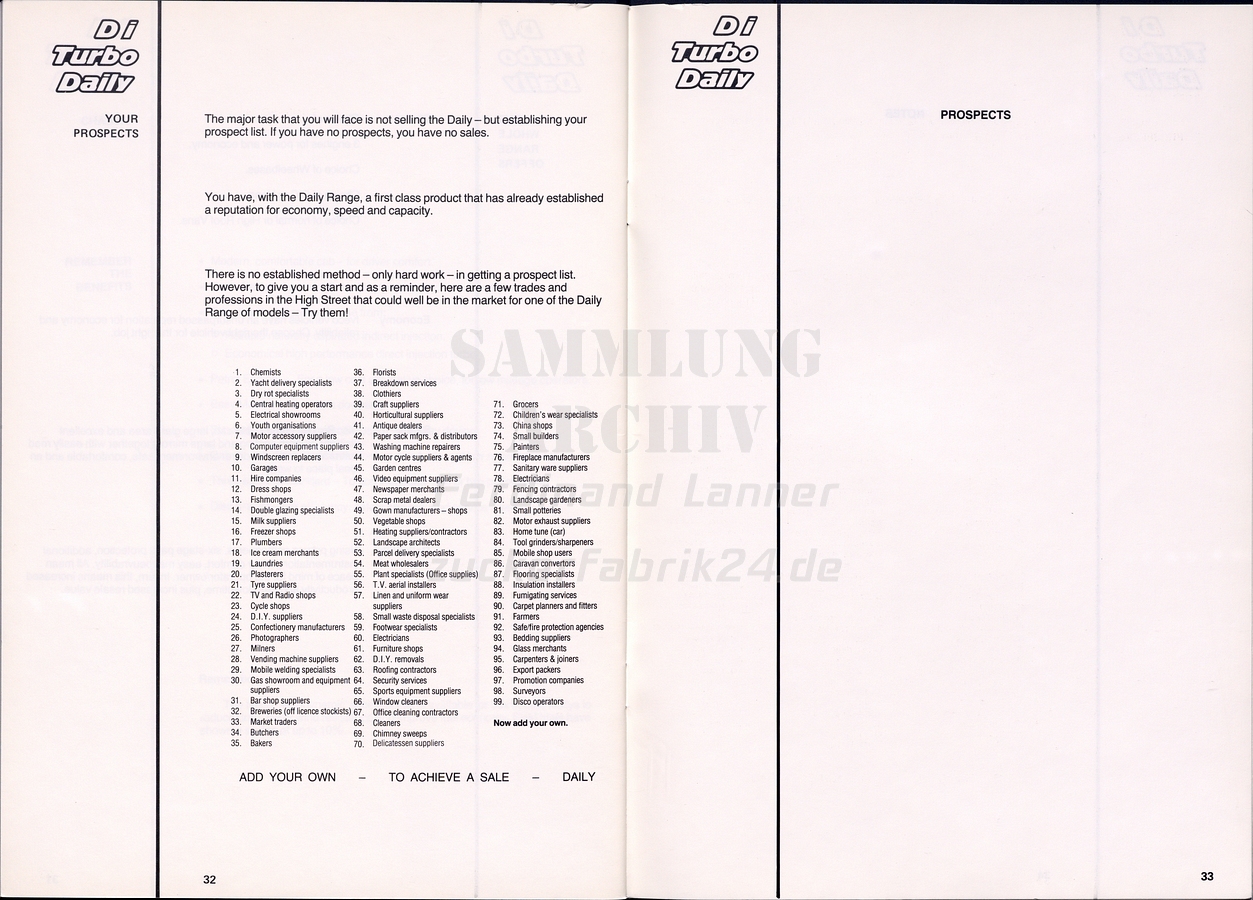 Di
Turbo
Daily
YOUR
PROSPECTS
The major task that you will face is not selling the Daily – but establishing your
prospect list. If you have no prospects, you have no sales.
You have, with the Daily Range, a first class product that has already established
a reputation for economy, speed and capacity.
There is no established method – only hard work – in getting a prospect list.
However, to give you a start and as a reminder, here are a few trades and
professions in the High Street that could well be in the market for one of the Daily
Range of models – Try them!
1. Chemists
2. Yacht delivery specialists
3. Dry rot specialists
4. Central heating operators
5. Electrical showrooms
6. Youth organisations
7. Motor accessory suppliers
8. Computer equipment suppliers
9. Windscreen replacers
10. Garages
11. Hire companies
12. Dress shops
13. Fishmongers
14. Double glazing specialists
15. Milk suppliers
16. Freezer shops
17. Plumbers
18. Ice cream merchants
19. Laundries
20. Plasterers
21. Tyre suppliers
22. TV and Radio shops
23. Cycle shops
24. D.I.Y. suppliers
25. Confectionery manufacturers
26. Photographers
27. Milners
28. Vending machine suppliers
29. Mobile welding specialists
30. Gas showroom and equipment
suppliers
31. Bar shop suppliers
32. Breweries (off licence stockists)
33. Market traders
34. Butchers
35. Bakers
36. Florists
37. Breakdown services
38. Clothiers
39. Craft suppliers
40. Horticultural suppliers
41. Antique dealers
42. Paper sack mfgrs. & distributors
43. Washing machine repairers
44. Motor cycle suppliers & agents
45. Garden centres
46. Video equipment suppliers
47. Newspaper merchants
48. Scrap metal dealers
49. Gown manufacturers – shops
50. Vegetable shops
51. Heating suppliers/contractors
52. Landscape architects
53. Parcel delivery specialists
54. Meat wholesalers
55. Plant specialists (Office supplies)
56. T.V. aerial installers
57. Linen and uniform wear
suppliers
58. Small waste disposal specialists
59. Footwear specialists
60. Electricians
61. Furniture shops
62. D.I.Y. removals
63. Roofing contractors
64. Security services
65. Sports equipment suppliers
66. Window cleaners
67. Office cleaning contractors
68. Cleaners
69. Chimney sweeps
70. Delicatessen suppliers
71. Grocers
72. Children's wear specialists
73. China shops
74. Small builders
75. Painters
76. Fireplace manufacturers
77. Sanitary ware suppliers
78. Electricians
79. Fencing contractors
80. Landscape gardeners
81. Small potteries
82. Motor exhaust suppliers
83. Home tune (car)
84. Tool grinders/sharpeners
85. Mobile shop users
86. Caravan convertors
87. Flooring specialists
88. Insulation installers
89. Fumigating services
90. Carpet planners and fitters
91. Farmers
92. Safe/fire protection agencies
93. Bedding suppliers
94. Glass merchants
95. Carpenters & joiners
96. Export packers
97. Promotion companies
98. Surveyors
99. Disco operators
Now add your own.
ADD YOUR OWN – TO ACHIEVE A SALE – DAILY
32
Di
Turbo
Daily
PROSPECTS
33
SAMMLUNG
ARCHIV
Ferdinand Lanner
zuckerfabrik24.de